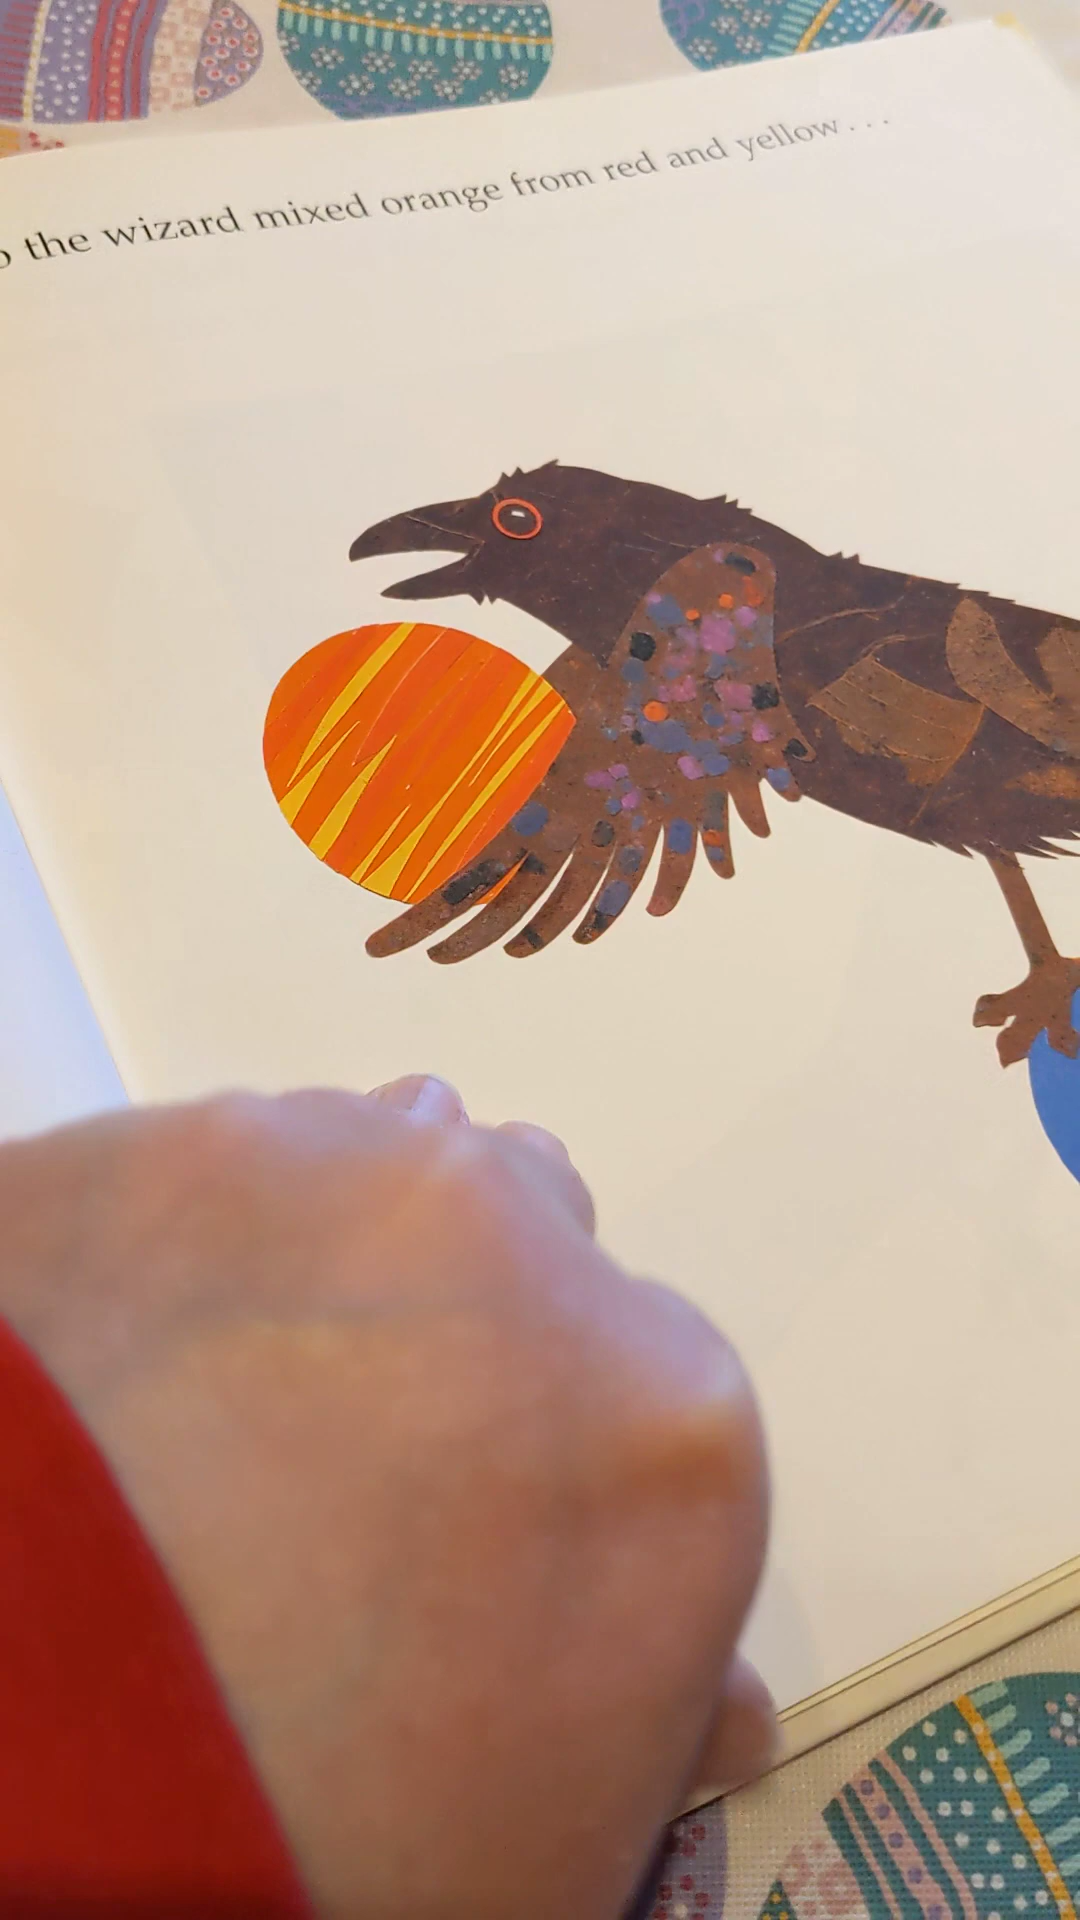 the wizard mixed orange from red and yellow . . .